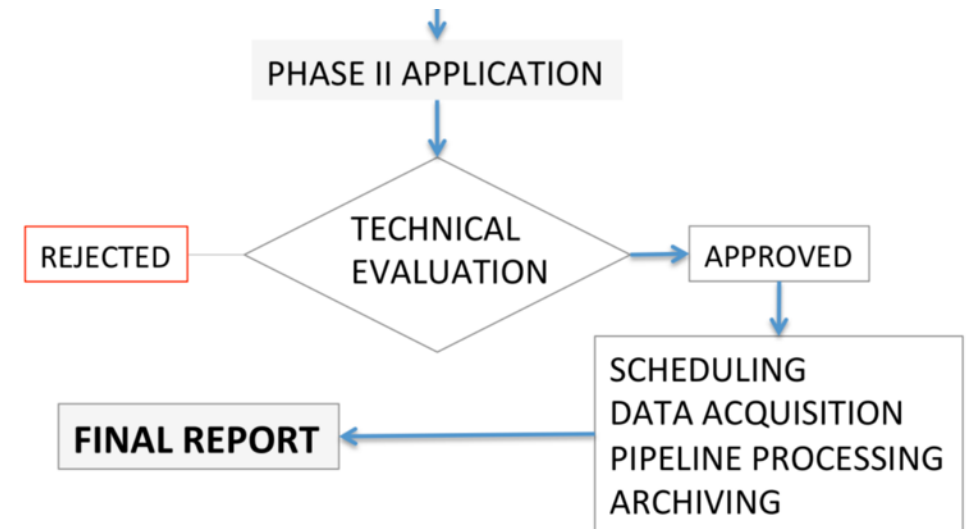 PHASE II APPLICATION
TECHNICAL
EVALUATION
REJECTED
APPROVED
SCHEDULING
DATA ACQUISITION
PIPELINE PROCESSING
ARCHIVING
FINAL REPORT